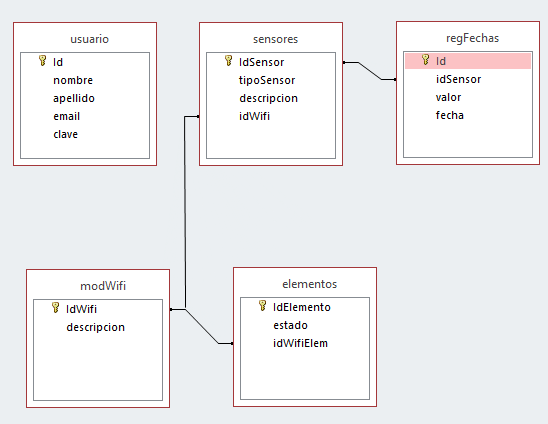 usuario
Id
nombre
apellido
email
clave
sensores
IdSensor
tipoSensor
descripcion
idWifi
regFechas
Id
idSensor
valor
fecha
modWifi
IdWifi
descripcion
elementos
IdElemento
estado
idWifiElem